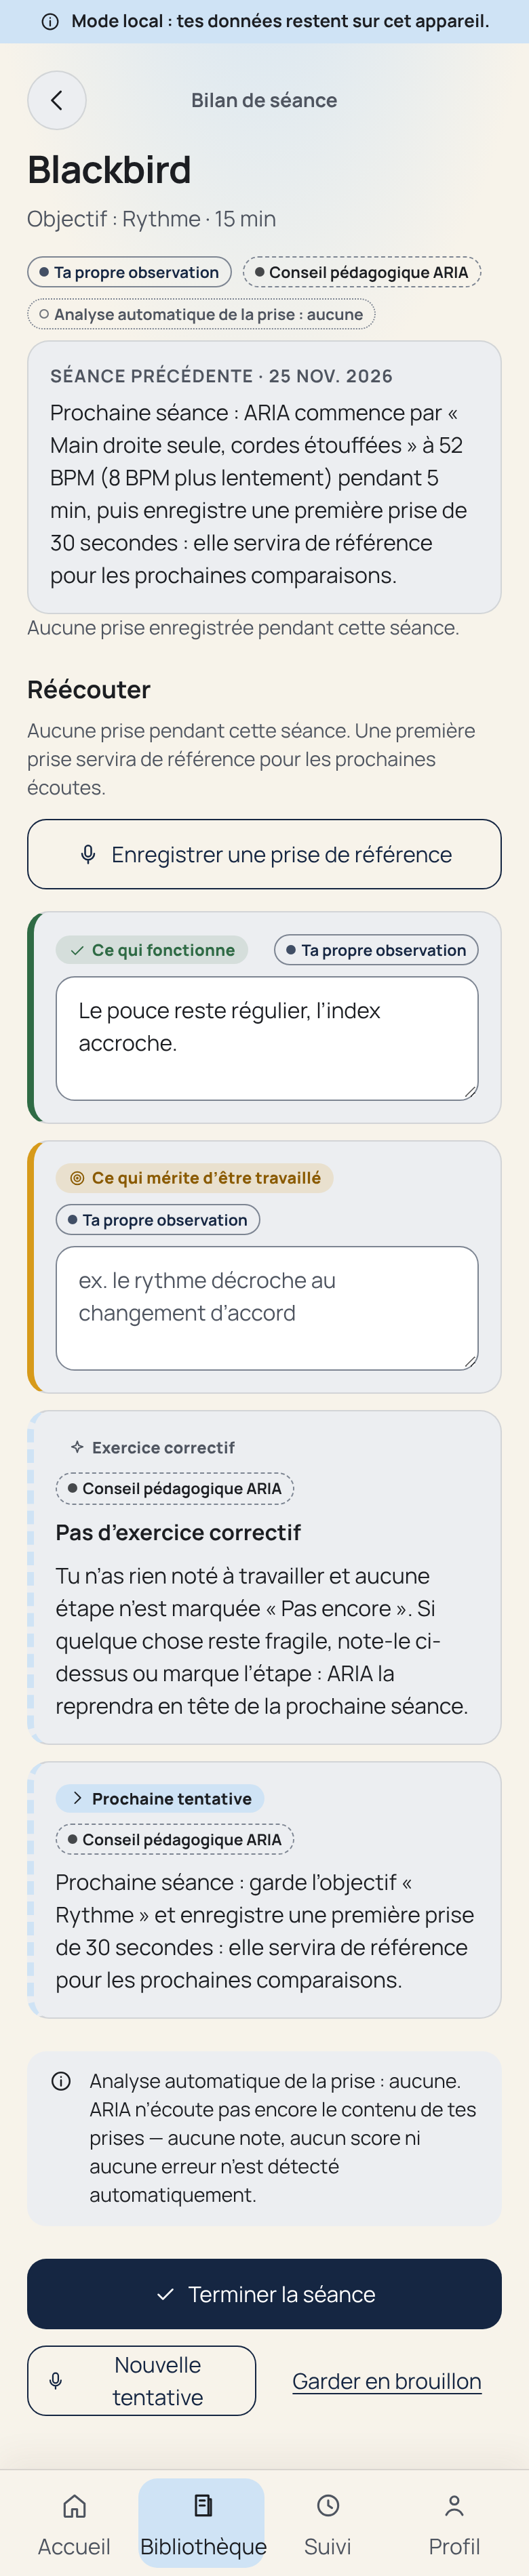 Mode local : tes données restent sur cet appareil.
Bilan de séance
Blackbird
Objectif : Rythme · 15 min
Ta propre observation
Conseil pédagogique ARIA
Analyse automatique de la prise : aucune
SÉANCE PRÉCÉDENTE · 25 NOV. 2026
Prochaine séance : ARIA commence par «
Main droite seule, cordes étouffées » à 52
BPM (8 BPM plus lentement) pendant 5
min, puis enregistre une première prise de
30 secondes : elle servira de référence
pour les prochaines comparaisons.
Aucune prise enregistrée pendant cette séance.
Réécouter
Aucune prise pendant cette séance. Une première
prise servira de référence pour les prochaines
écoutes.
Enregistrer une prise de référence
Ce qui fonctionne
Ta propre observation
Le pouce reste régulier, l’index
accroche.
Ce qui mérite d’être travaillé
Ta propre observation
ex. le rythme décroche au
changement d’accord
Exercice correctif
Conseil pédagogique ARIA
Pas d’exercice correctif
Tu n’as rien noté à travailler et aucune
étape n’est marquée « Pas encore ». Si
quelque chose reste fragile, note-le ci-
dessus ou marque l’étape : ARIA la
reprendra en tête de la prochaine séance.
Prochaine tentative
Conseil pédagogique ARIA
Prochaine séance : garde l’objectif «
Rythme » et enregistre une première prise
de 30 secondes : elle servira de référence
pour les prochaines comparaisons.
Analyse automatique de la prise : aucune.
ARIA n’écoute pas encore le contenu de tes
prises — aucune note, aucun score ni
aucune erreur n’est détecté
automatiquement.
Terminer la séance
Nouvelle
tentative
Garder en brouillon
Accueil
Bibliothèque
Suivi
Profil